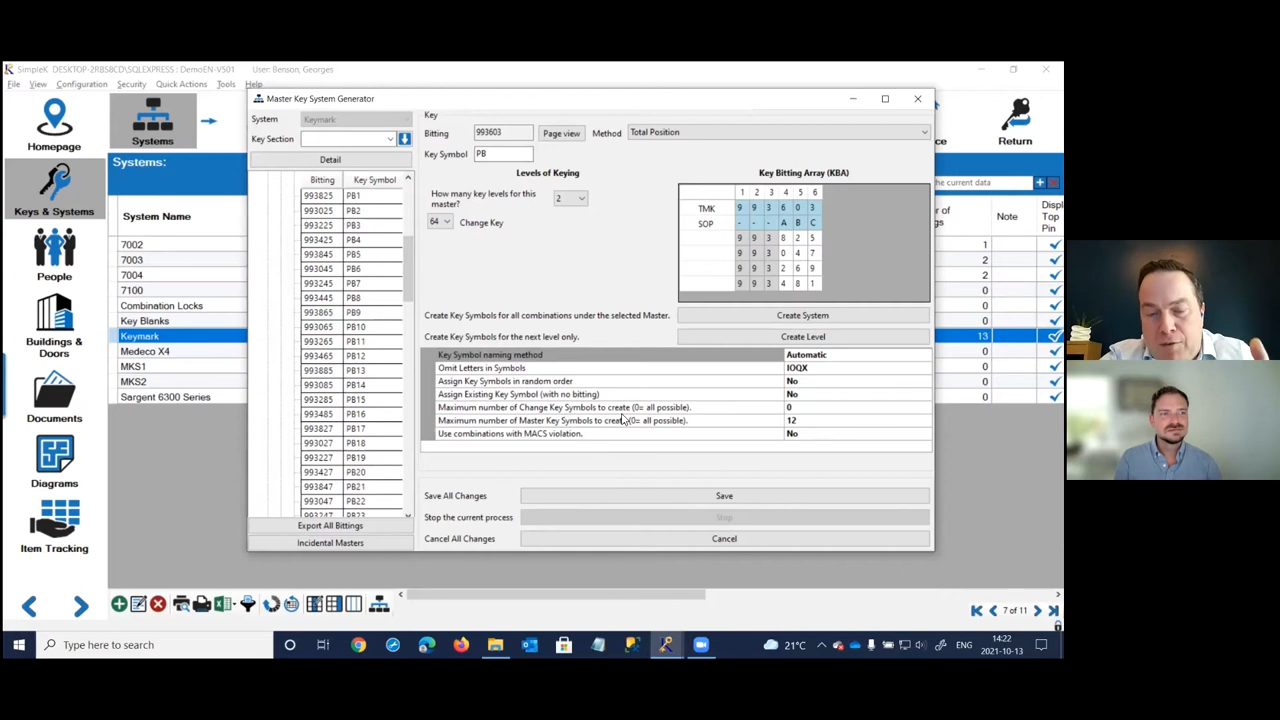 SimpleK DESKTOP-2RBS8CD\SQLEXPRESS : DemoEN-V501 User: Benson, Georges
File View Configuration Security Quick Actions Tools Help
Homepage
Systems
Return
Keys & Systems
People
Buildings & Doors
Documents
Diagrams
Item Tracking
Systems:
the current data
System Name
Note
Displ
Top
Pin
7002 1
7003 2
7004 2
7100 0
Combination Locks 0
Key Blanks 0
Keymark 13
Medeco X4 0
MKS1 0
MKS2 0
Sargent 6300 Series 0
Master Key System Generator
System Keymark
Key Section
Detail
Bitting Key Symbol
993825 PB1
993025 PB2
993225 PB3
993425 PB4
993845 PB5
993045 PB6
993245 PB7
993445 PB8
993865 PB9
993065 PB10
993265 PB11
993465 PB12
993885 PB13
993085 PB14
993285 PB15
993485 PB16
993827 PB17
993027 PB18
993227 PB19
993427 PB20
993847 PB21
993047 PB22
993247 PB23
Export All Bittings
Incidental Masters
Key
Bitting 993603 Page view Method Total Position
Key Symbol PB
Levels of Keying
How many key levels for this master? 2
64 Change Key
Key Bitting Array (KBA)
1 2 3 4 5 6
TMK 9 9 3 6 0 3
SOP - - - A B C
9 9 3 8 2 5
9 9 3 0 4 7
9 9 3 2 6 9
9 9 3 4 8 1
Create Key Symbols for all combinations under the selected Master. Create System
Create Key Symbols for the next level only. Create Level
Key Symbol naming method Automatic
Omit Letters in Symbols IOQX
Assign Key Symbols in random order No
Assign Existing Key Symbol (with no bitting) No
Maximum number of Change Key Symbols to create (0= all possible). 0
Maximum number of Master Key Symbols to create (0= all possible). 12
Use combinations with MACS violation. No
Save All Changes Save
Stop the current process Stop
Cancel All Changes Cancel
7 of 11
Type here to search
21°C
ENG
14:22
2021-10-13